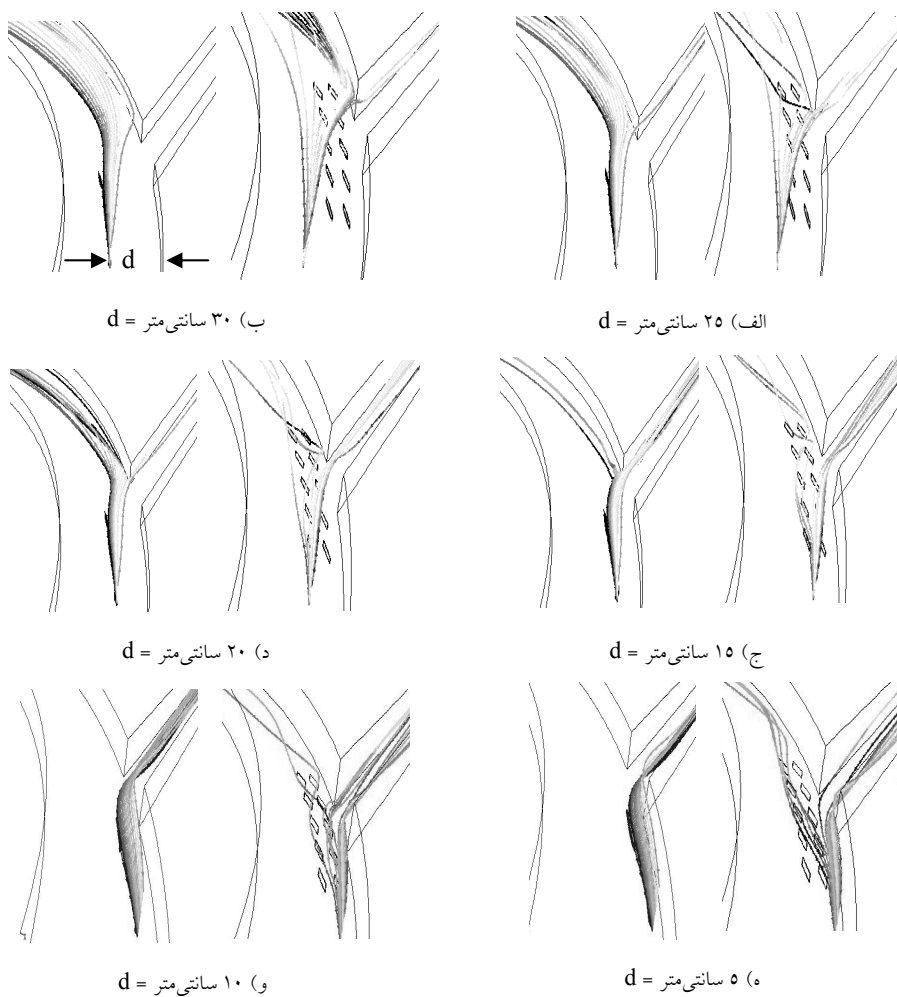 d
الف) ۲۵ سانتی‌متر = d
ب) ۳۰ سانتی‌متر = d
ج) ۱۵ سانتی‌متر = d
د) ۲۰ سانتی‌متر = d
ه) ۵ سانتی‌متر = d
و) ۱۰ سانتی‌متر = d